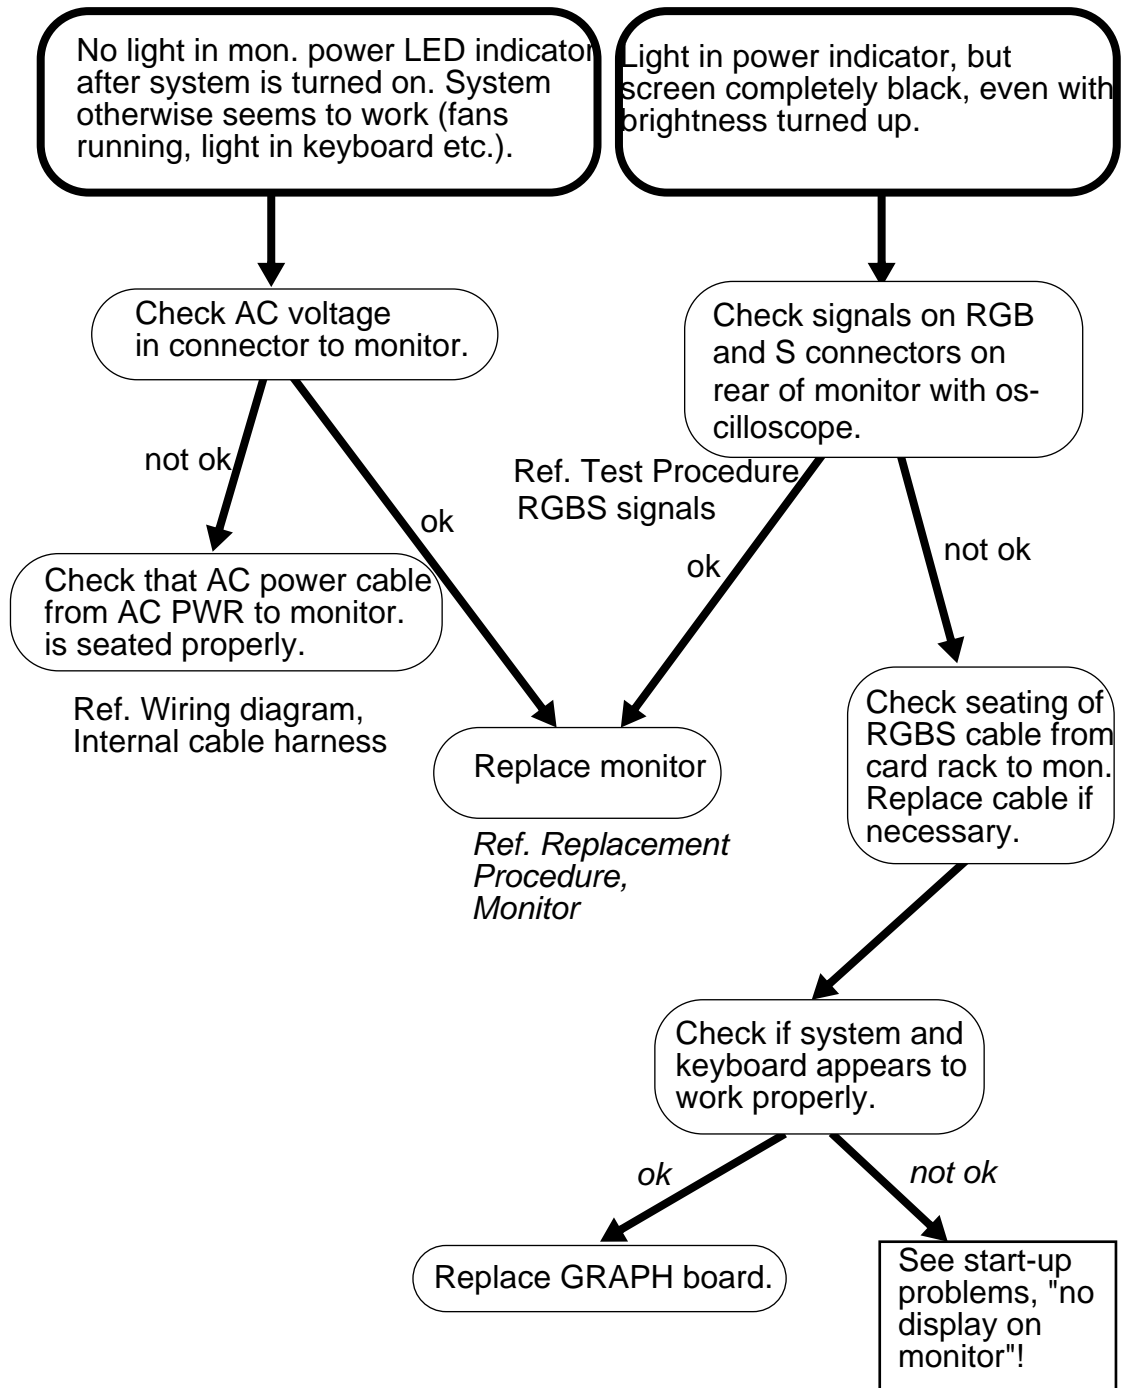 No light in mon. power LED indicator
after system is turned on. System
otherwise seems to work (fans
running, light in keyboard etc.).
Light in power indicator, but
screen completely black, even with
brightness turned up.
Check AC voltage
in connector to monitor.
Check signals on RGB
and S connectors on
rear of monitor with os-
cilloscope.
not ok
ok
Ref. Test Procedure
RGBS signals
ok
not ok
Check that AC power cable
from AC PWR to monitor.
is seated properly.
Ref. Wiring diagram,
Internal cable harness
Replace monitor
Ref. Replacement
Procedure,
Monitor
Check seating of
RGBS cable from
card rack to mon.
Replace cable if
necessary.
Check if system and
keyboard appears to
work properly.
ok
not ok
Replace GRAPH board.
See start-up
problems, "no
display on
monitor"!